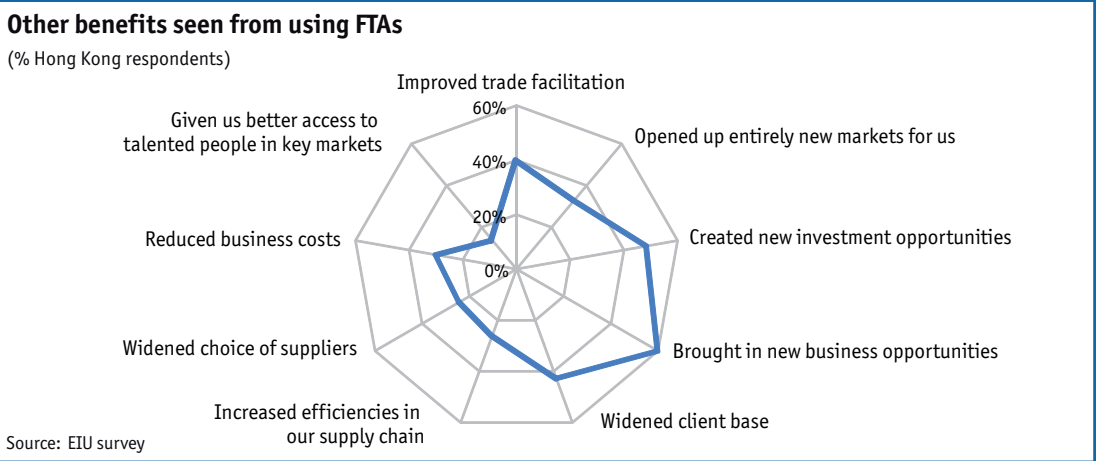 Other benefits seen from using FTAs
(% Hong Kong respondents)
Improved trade facilitation
60%
Given us better access to
talented people in key markets
Opened up entirely new markets for us
40%
20%
Reduced business costs
Created new investment opportunities
0%
Widened choice of suppliers
Brought in new business opportunities
Increased efficiencies in
our supply chain
Widened client base
Source: EIU survey